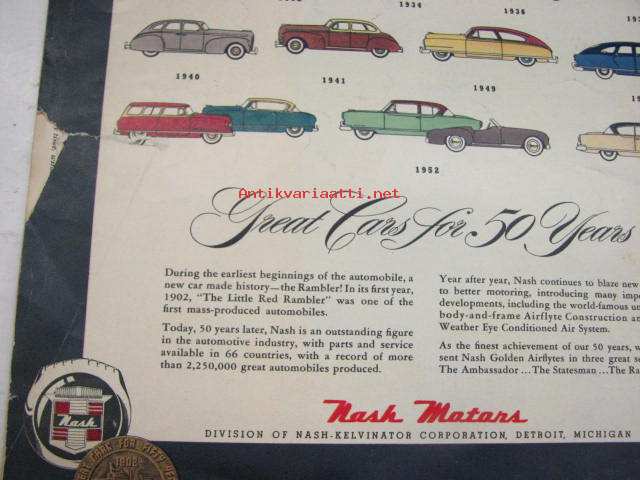 1934
1936
1940
1941
1949
1952
Antikvariaatti.net
Great Cars for 50 Years
During the earliest beginnings of the automobile, a
new car made history—the Rambler! In its first year,
1902, "The Little Red Rambler" was one of the
first mass-produced automobiles.
Today, 50 years later, Nash is an outstanding figure
in the automotive industry, with parts and service
available in 66 countries, with a record of more
than 2,250,000 great automobiles produced.
Year after year, Nash continues to blaze new
to better motoring, introducing many
developments, including the world-famous
body-and-frame Airflyte Construction
Weather Eye Conditioned Air System.
As the finest achievement of our 50 years,
sent Nash Golden Airflytes in three great
The Ambassador ... The Statesman ... The
Nash
Nash Motors
DIVISION OF NASH-KELVINATOR CORPORATION, DETROIT, MICHIGAN
CARS FOR FIFTY
1902